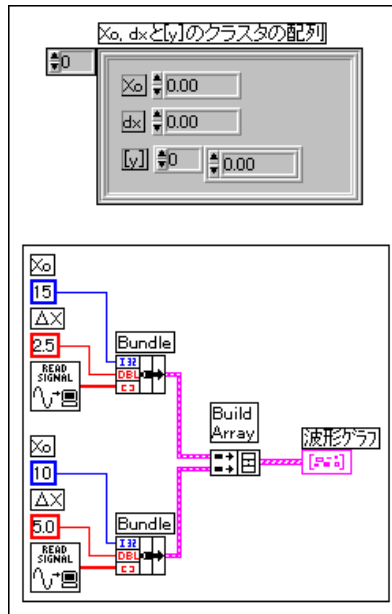 Xo, dxと[y]のクラスタの配列
0
Xo 0.00
dx 0.00
[y] 0 0.00
Xo
15
ΔX
2.5
Bundle
I32
DBL
[ ]
READ
SIGNAL
Build
Array
波形グラフ
Xo
10
ΔX
5.0
Bundle
I32
DBL
[ ]
READ
SIGNAL